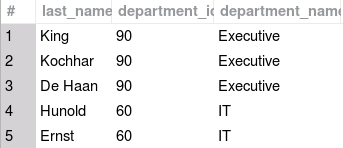 # last_name department_id department_name
1 King 90 Executive
2 Kochhar 90 Executive
3 De Haan 90 Executive
4 Hunold 60 IT
5 Ernst 60 IT